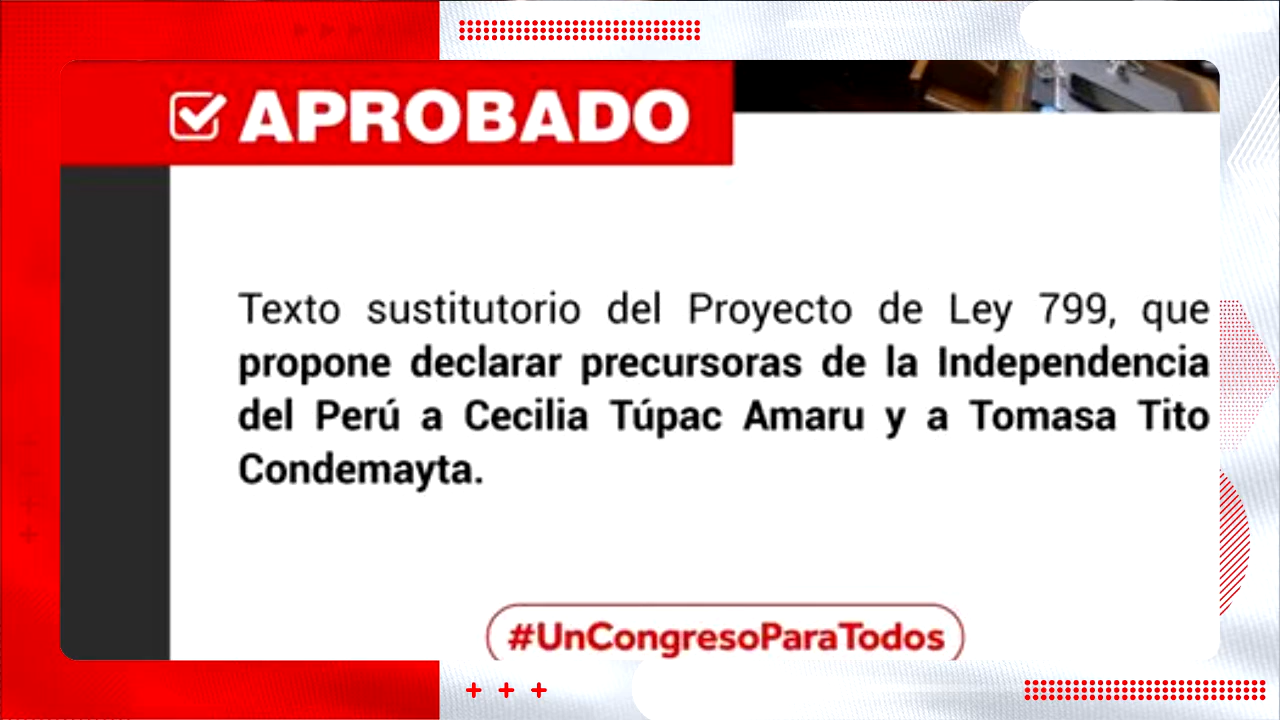 APROBADO
Texto sustitutorio del Proyecto de Ley 799, que
propone declarar precursoras de la Independencia
del Perú a Cecilia Túpac Amaru y a Tomasa Tito
Condemayta.
#UnCongresoParaTodos